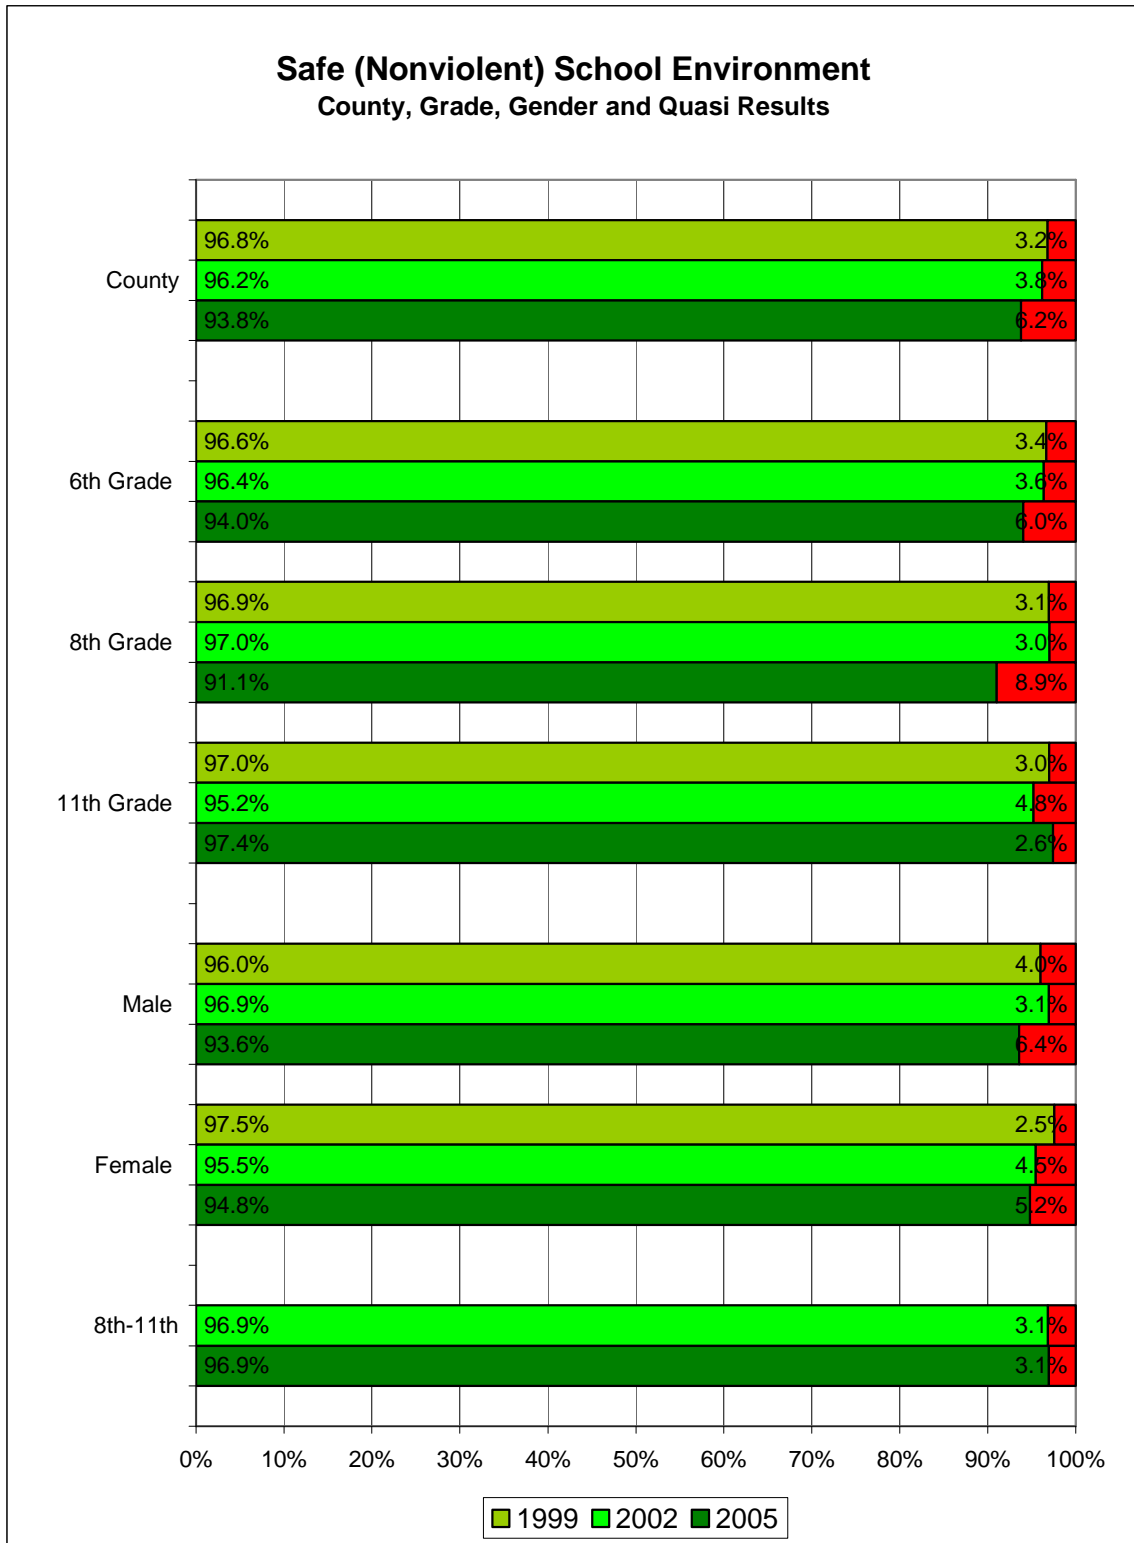 Safe (Nonviolent) School Environment
County, Grade, Gender and Quasi Results
96.8% 3.2%
County 96.2% 3.8%
93.8% 6.2%
96.6% 3.4%
6th Grade 96.4% 3.6%
94.0% 6.0%
96.9% 3.1%
8th Grade 97.0% 3.0%
91.1% 8.9%
97.0% 3.0%
11th Grade 95.2% 4.8%
97.4% 2.6%
96.0% 4.0%
Male 96.9% 3.1%
93.6% 6.4%
97.5% 2.5%
Female 95.5% 4.5%
94.8% 5.2%
8th-11th 96.9% 3.1%
96.9% 3.1%
0% 10% 20% 30% 40% 50% 60% 70% 80% 90% 100%
1999 2002 2005